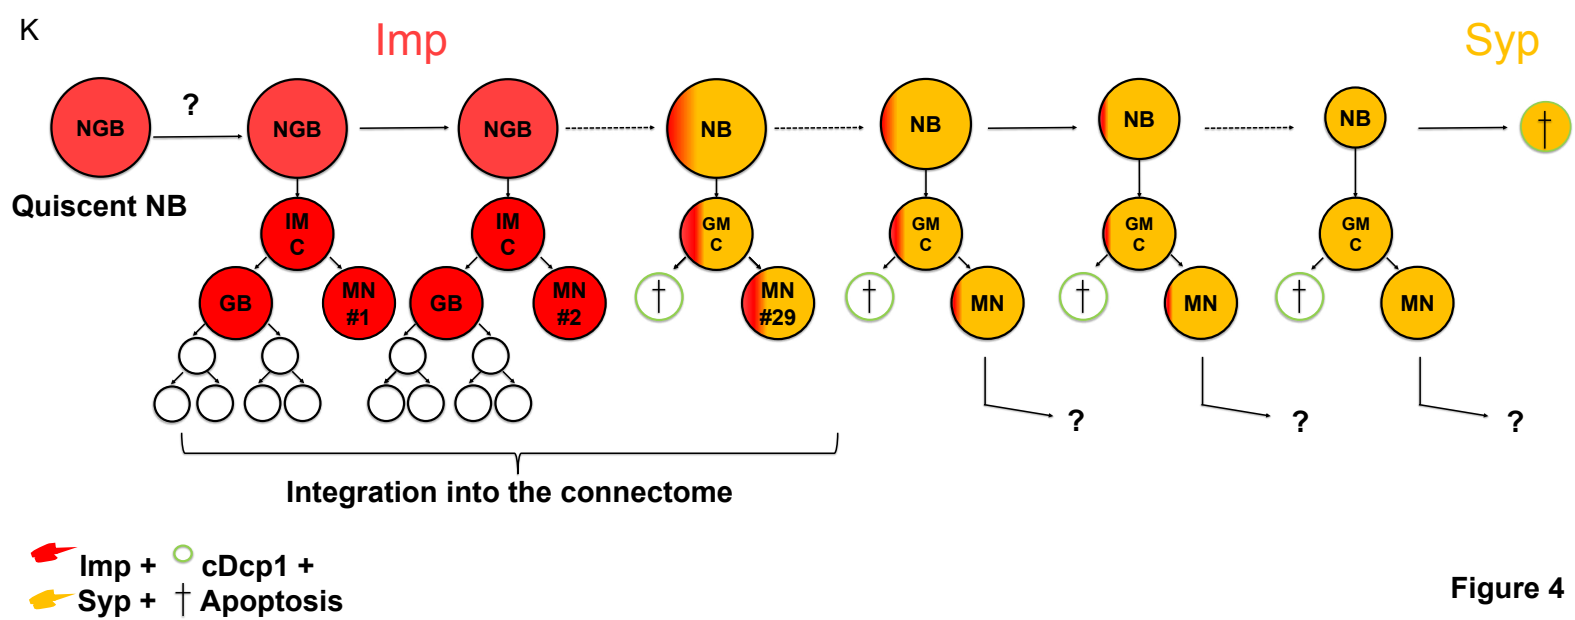 K
Imp
Syp
?
NGB
NGB
NGB
NB
NB
NB
NB
†
Quiscent NB
IM
C
IM
C
GM
C
GM
C
GM
C
GM
C
GB
MN
#1
GB
MN
#2
†
MN
#29
†
MN
†
MN
†
MN
?
?
?
Integration into the connectome
Imp + cDcp1 +
Syp + † Apoptosis
Figure 4